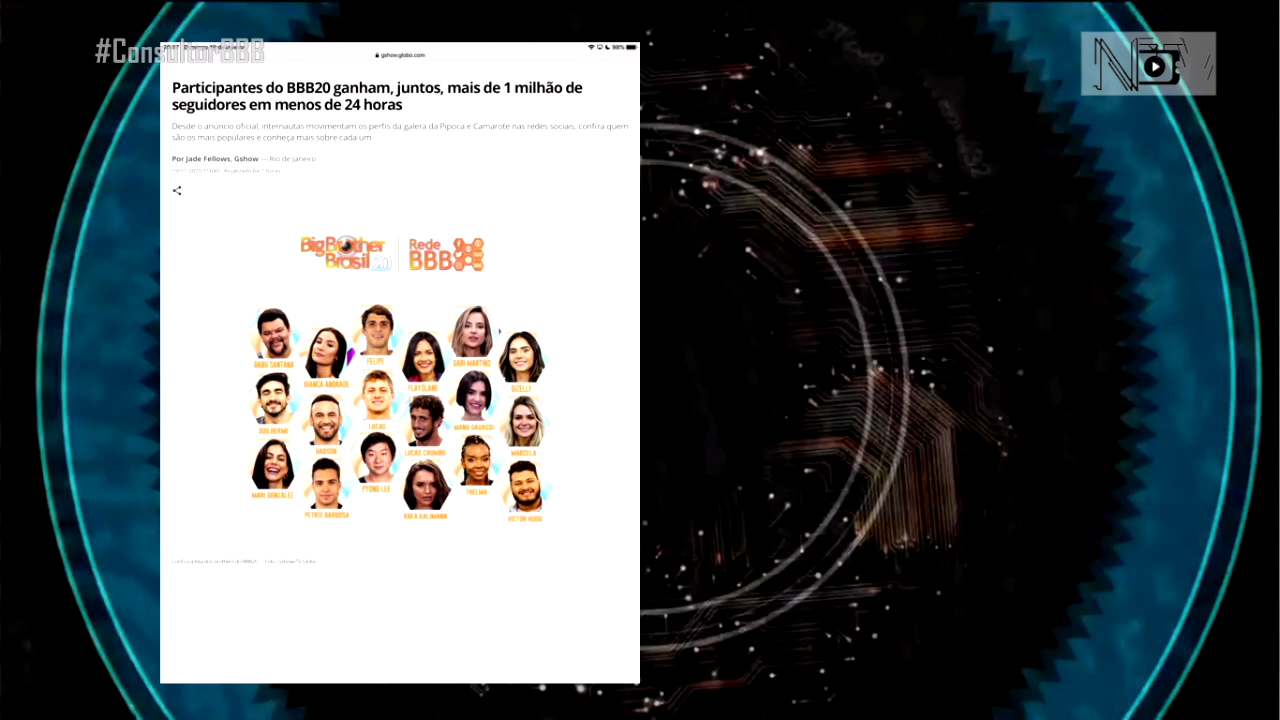 #ConsultorBBB
98%
gshow.globo.com
Participantes do BBB20 ganham, juntos, mais de 1 milhão de
seguidores em menos de 24 horas
Desde o anúncio oficial, internautas movimentam os perfis da galera da Pipoca e Camarote nas redes sociais; confira quem
são os mais populares e conheça mais sobre cada um
Por Jade Fellows, Gshow — Rio de Janeiro
Big Brother
Brasil 20
Rede
BBB
BABU SANTANA
BIANCA ANDRADE
FELIPE
FLAYSLANE
GABI MARTINS
GIZELLY
GUILHERME
HADSON
LUCAS
LUCAS CHUMBO
MANU GAVASSI
MARCELA
MARI GONZALEZ
PETRIX BARBOSA
PYONG LEE
RAFA KALIMANN
THELMA
VICTOR HUGO